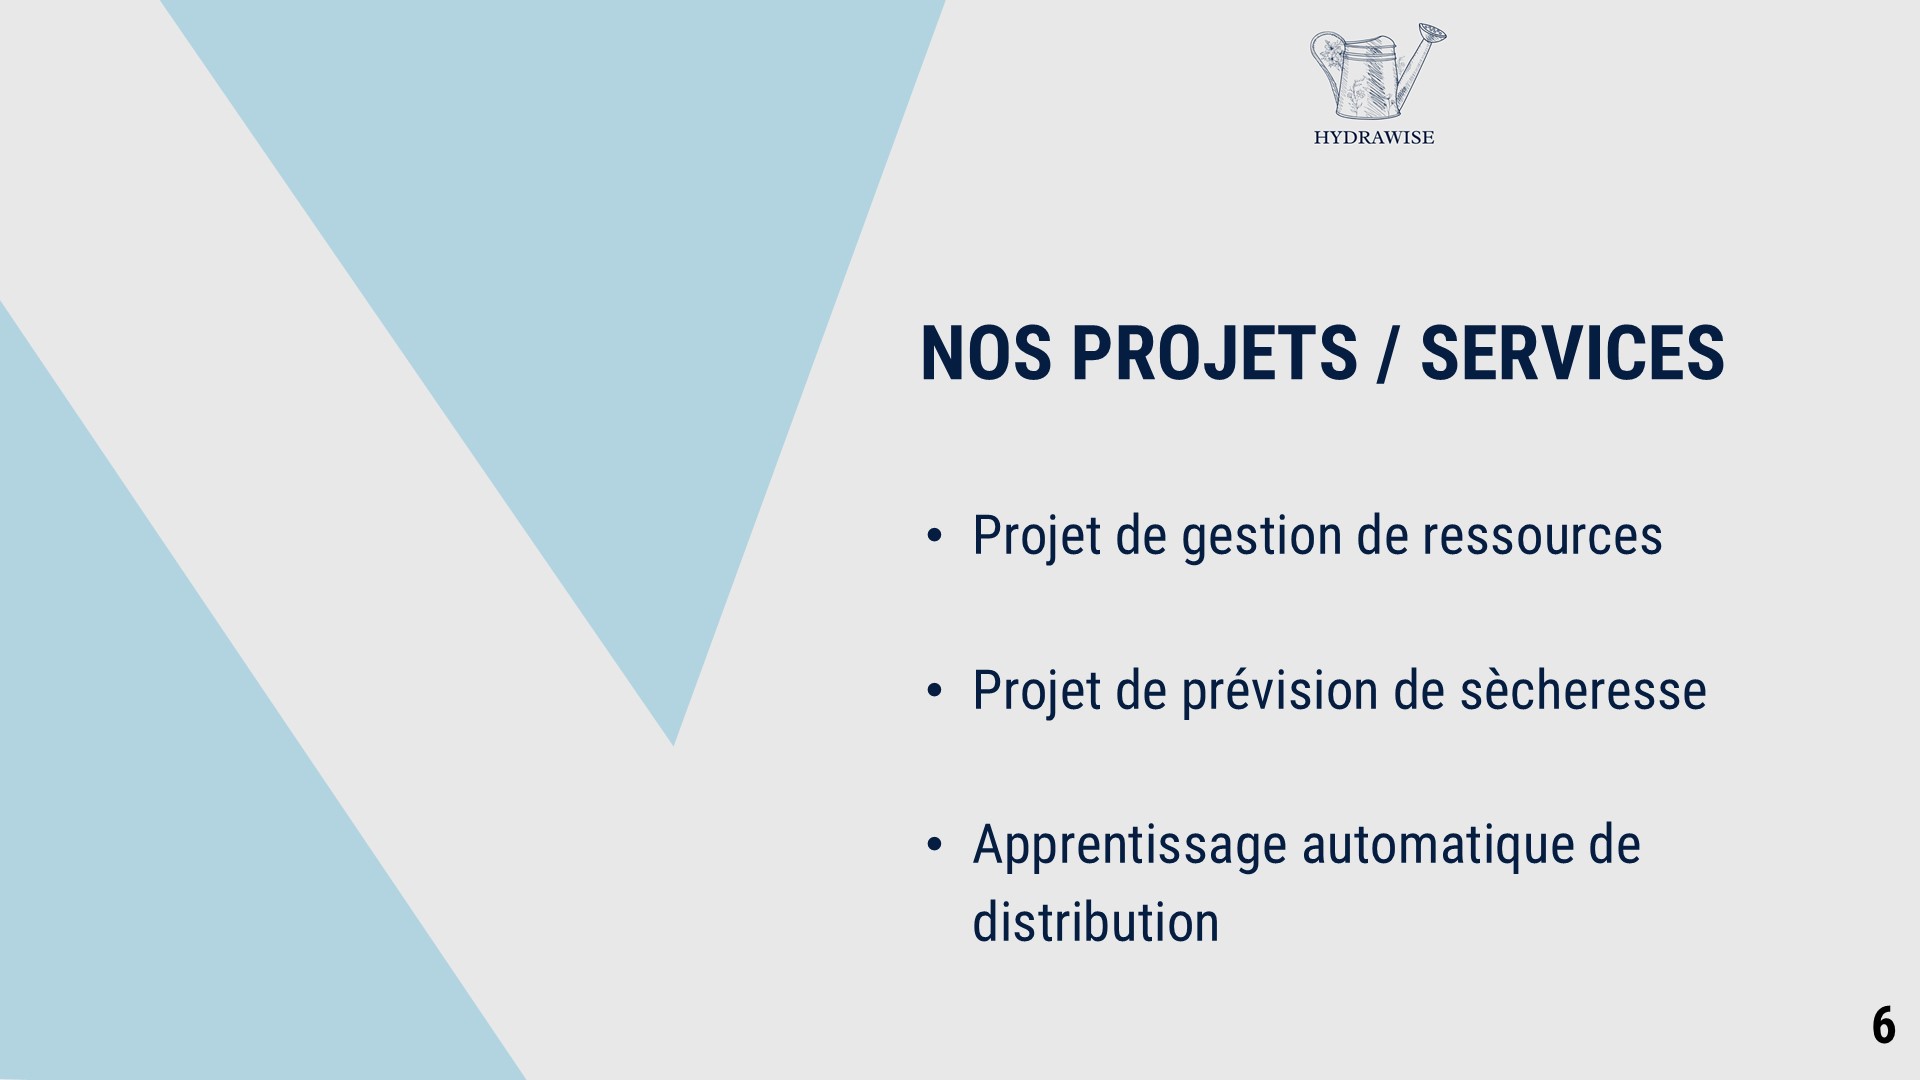 HYDRAWISE
NOS PROJETS / SERVICES
• Projet de gestion de ressources
• Projet de prévision de sècheresse
• Apprentissage automatique de
distribution
6